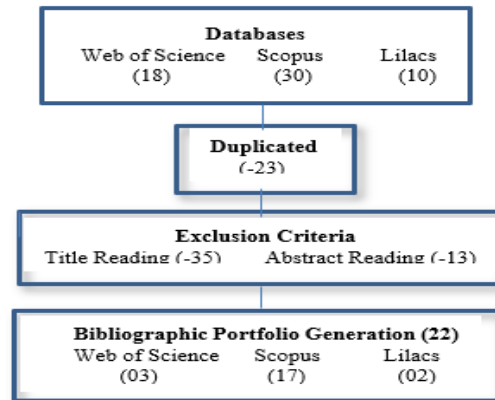 Databases
Web of Science Scopus Lilacs
(18) (30) (10)
Duplicated
(-23)
Exclusion Criteria
Title Reading (-35) Abstract Reading (-13)
Bibliographic Portfolio Generation (22)
Web of Science Scopus Lilacs
(03) (17) (02)